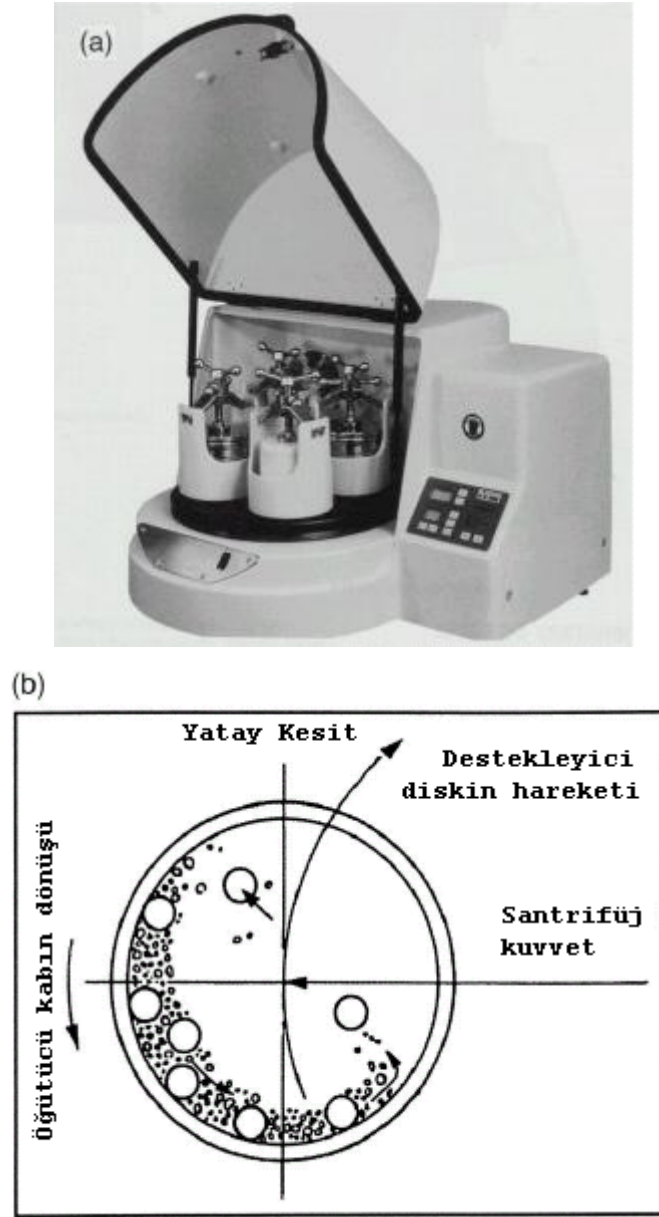 (a)
(b)
Yatay Kesit
Destekleyici
diskin hareketi
Santrifüj
kuvvet
Öğütücü kabın dönüşü